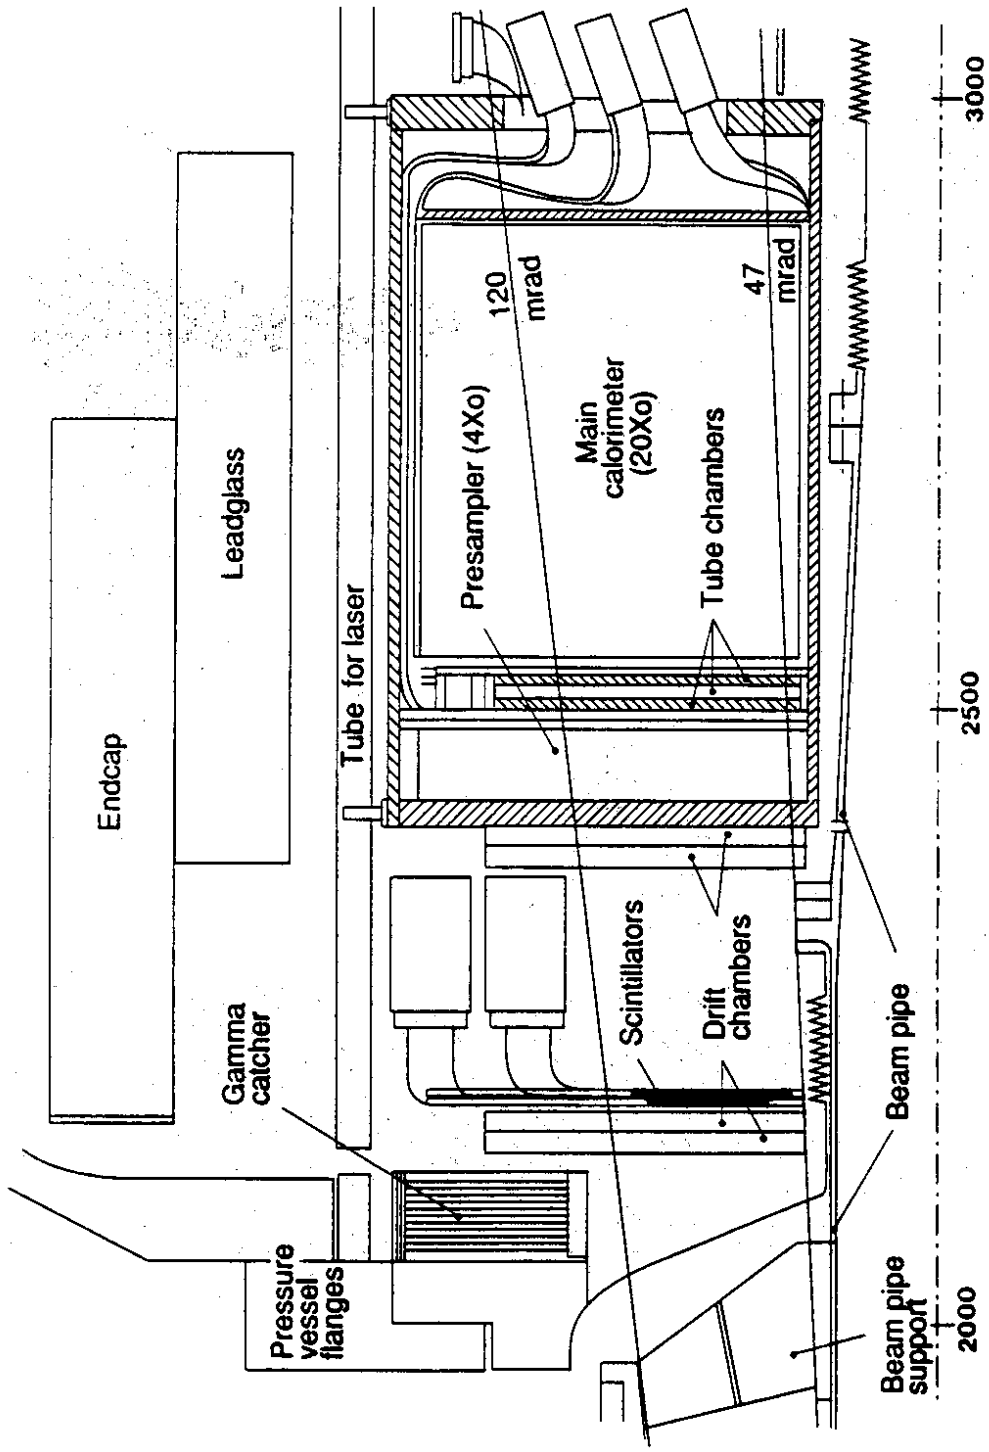 Endcap
Leadglass
Tube for laser
Gamma
catcher
Pressure
vessel
flanges
Presampler (4Xo)
120
mrad
Main
calorimeter
(20Xo)
47
mrad
Tube chambers
Scintillators
Drift
chambers
Beam pipe
Beam pipe
support
2000
2500
3000